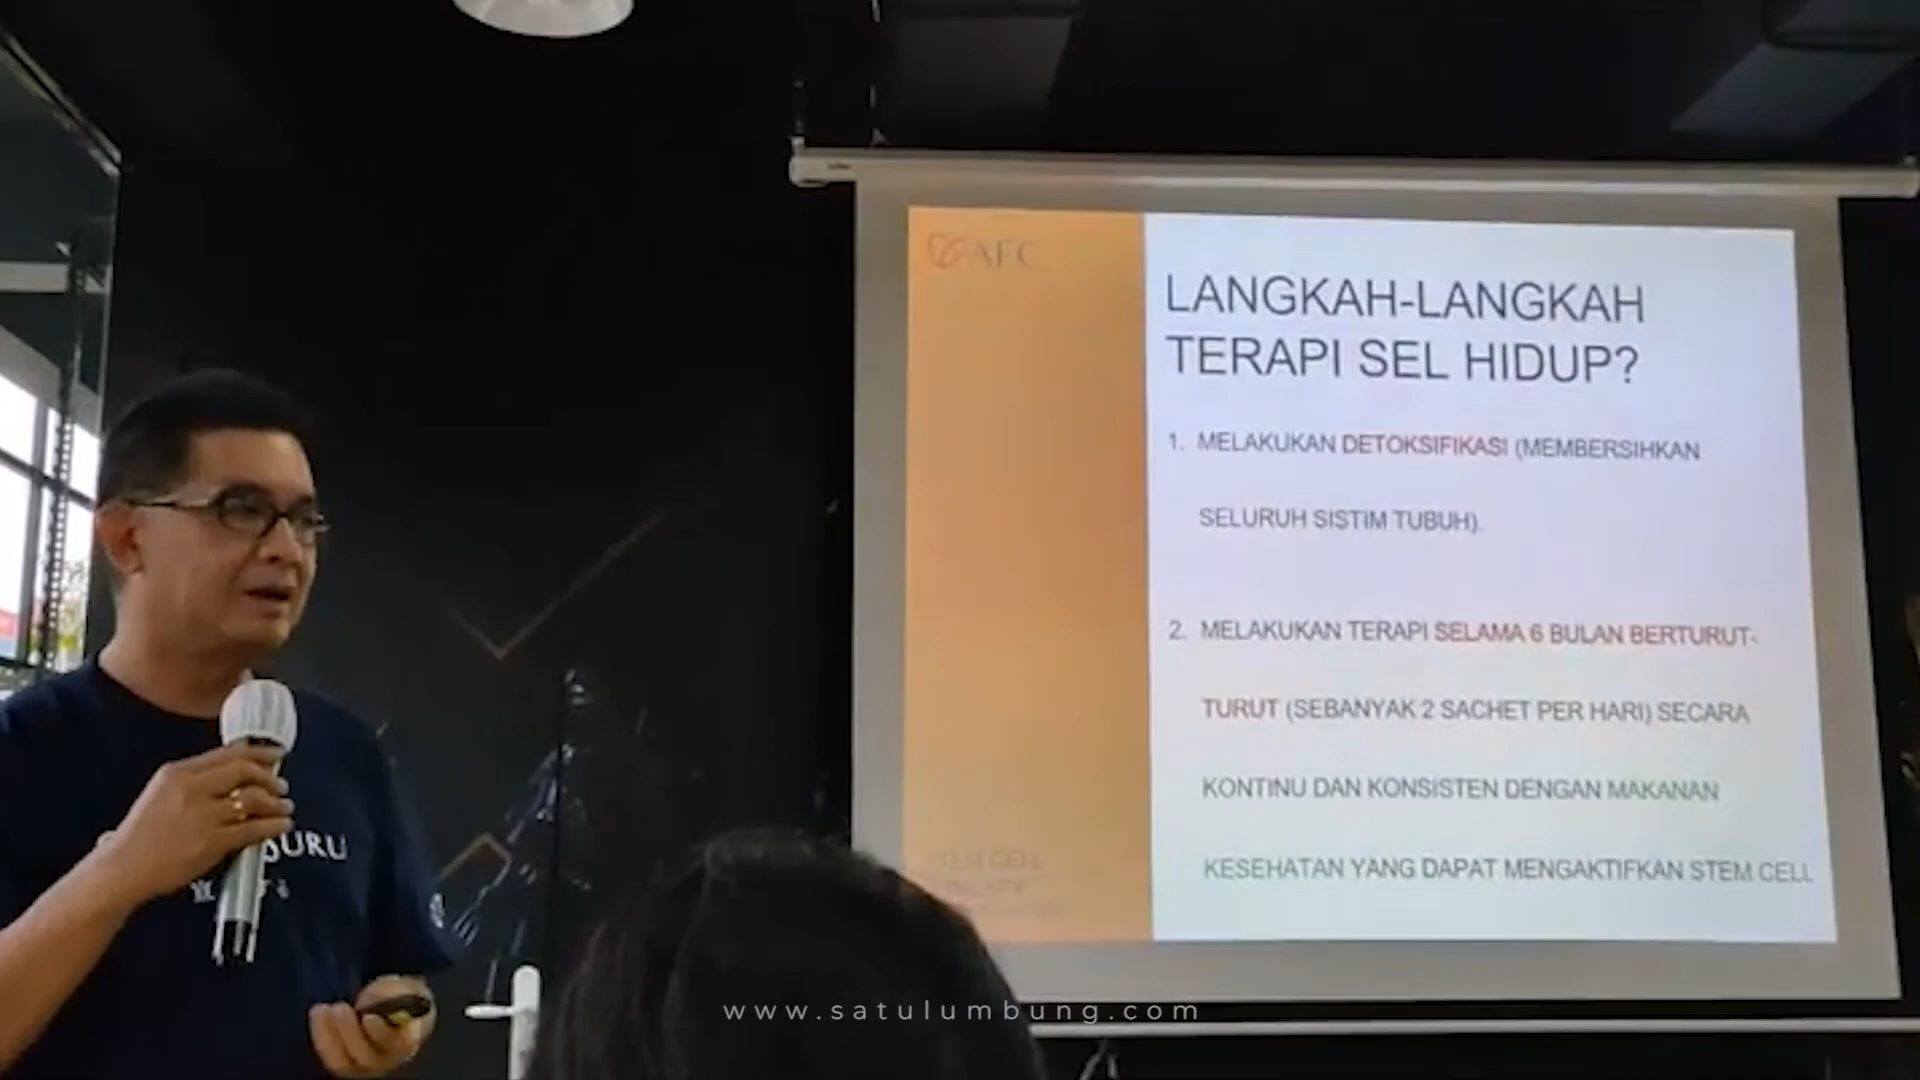 AFC
LANGKAH-LANGKAH
TERAPI SEL HIDUP?
1. MELAKUKAN DETOKSIFIKASI (MEMBERSIHKAN
SELURUH SISTIM TUBUH).
2. MELAKUKAN TERAPI SELAMA 6 BULAN BERTURUT-
TURUT (SEBANYAK 2 SACHET PER HARI) SECARA
KONTINU DAN KONSISTEN DENGAN MAKANAN
KESEHATAN YANG DAPAT MENGAKTIFKAN STEM CELL
STEM CELL
www.satulumbung.com